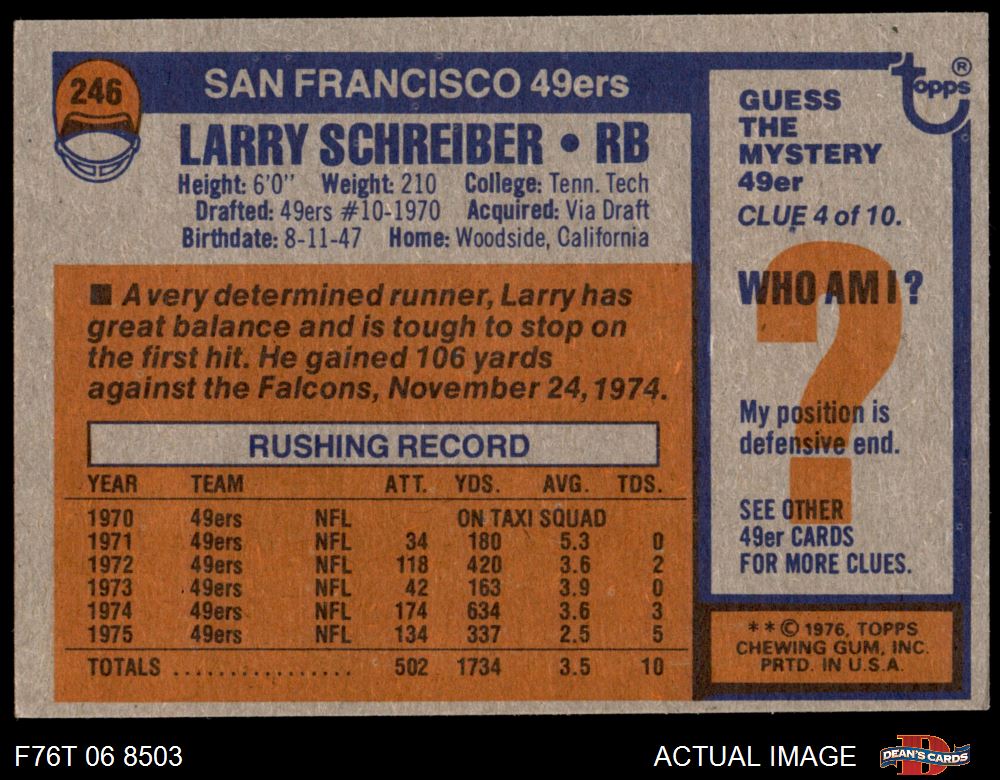 246
SAN FRANCISCO 49ers
LARRY SCHREIBER • RB
Height: 6'0" Weight: 210 College: Tenn. Tech
Drafted: 49ers #10-1970 Acquired: Via Draft
Birthdate: 8-11-47 Home: Woodside, California
■ A very determined runner, Larry has
great balance and is tough to stop on
the first hit. He gained 106 yards
against the Falcons, November 24, 1974.
RUSHING RECORD
YEAR TEAM ATT. YDS. AVG. TDS.
1970 49ers NFL ON TAXI SQUAD
1971 49ers NFL 34 180 5.3 0
1972 49ers NFL 118 420 3.6 2
1973 49ers NFL 42 163 3.9 0
1974 49ers NFL 174 634 3.6 3
1975 49ers NFL 134 337 2.5 5
TOTALS ................ 502 1734 3.5 10
Topps ®
GUESS
THE
MYSTERY
49er
CLUE 4 of 10.
WHO AM I ?
?
My position is
defensive end.
SEE OTHER
49er CARDS
FOR MORE CLUES.
* * © 1976, TOPPS
CHEWING GUM, INC.
PRTD. IN U.S.A.
F76T 06 8503
ACTUAL IMAGE
DEAN'S CARDS